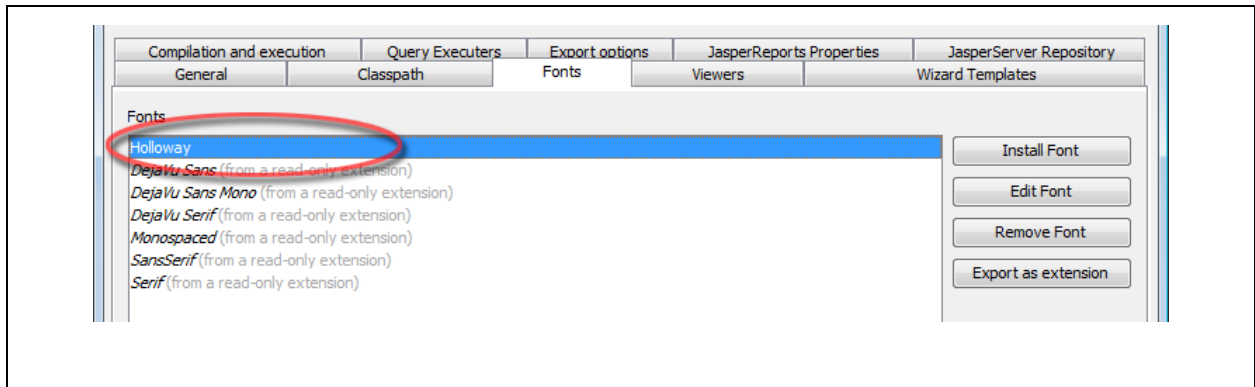 Compilation and execution Query Executers Export options JasperReports Properties JasperServer Repository
General Classpath Fonts Viewers Wizard Templates
Fonts
Holloway
DejaVu Sans (from a read-only extension)
DejaVu Sans Mono (from a read-only extension)
DejaVu Serif (from a read-only extension)
Monospaced (from a read-only extension)
SansSerif (from a read-only extension)
Serif (from a read-only extension)
Install Font
Edit Font
Remove Font
Export as extension